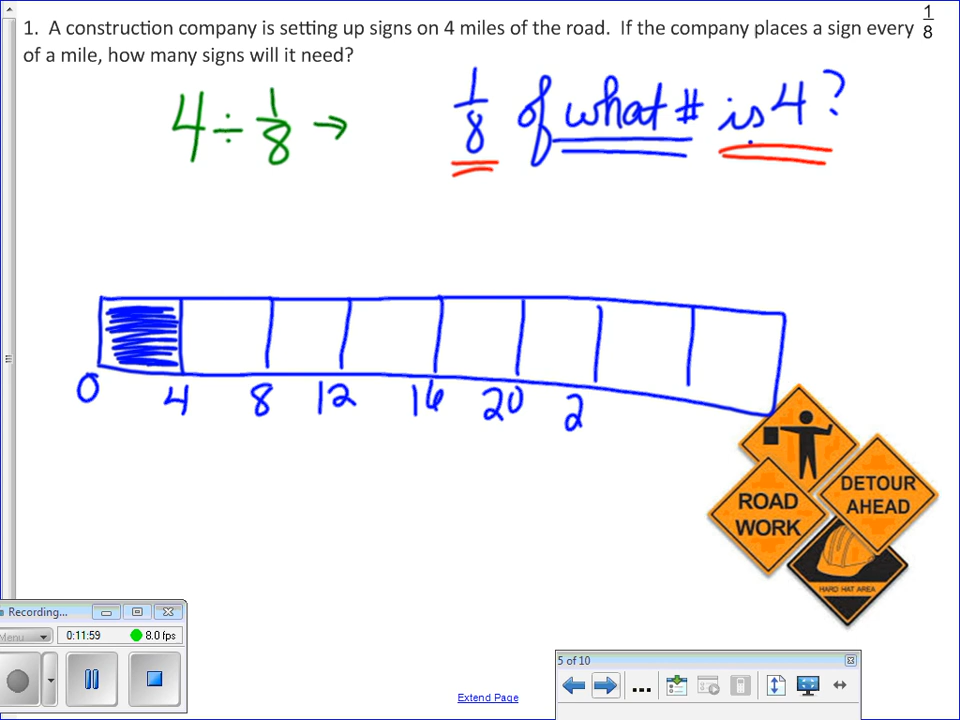 1. A construction company is setting up signs on 4 miles of the road. If the company places a sign every 1/8
of a mile, how many signs will it need?
4 ÷ 1/8 → 1/8 of what # is 4?
0 4 8 12 16 20 2
ROAD
WORK
DETOUR
AHEAD
HARD HAT AREA
Recording...
Menu
0:11:59 8.0 fps
5 of 10
...
Extend Page